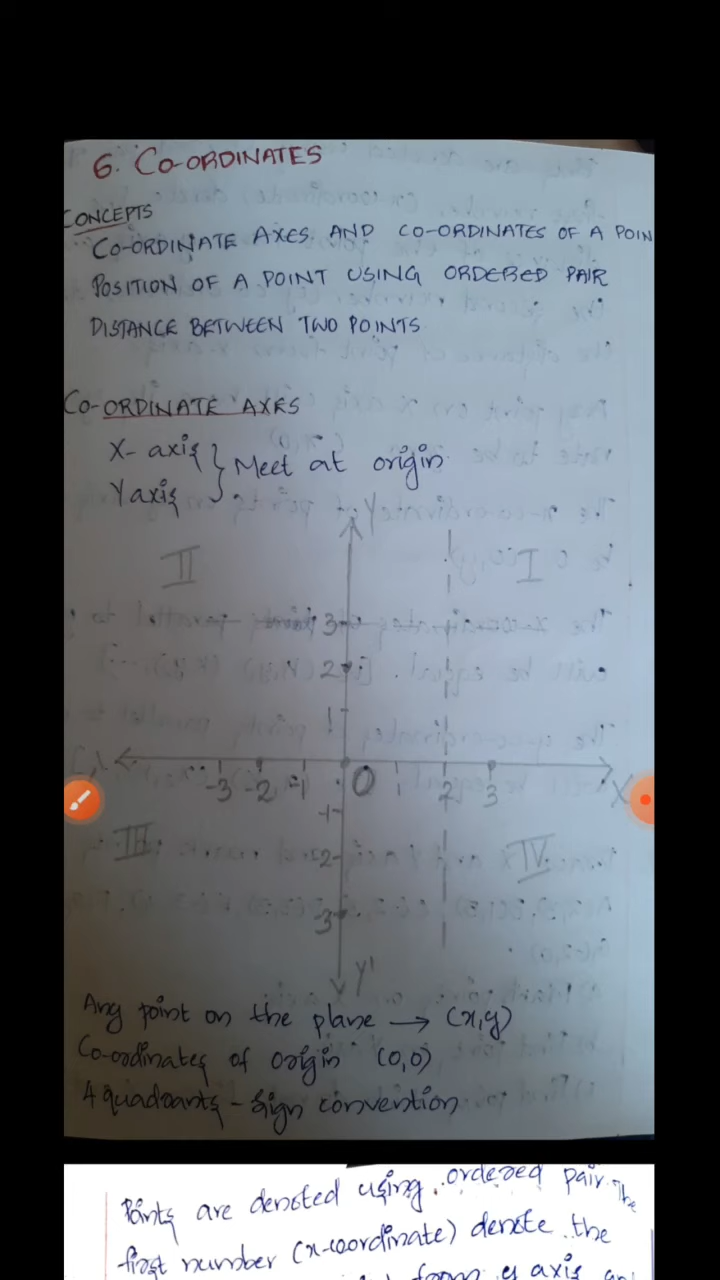 6. CO-ORDINATES
CONCEPTS
CO-ORDINATE AXES AND CO-ORDINATES OF A POIN
POSITION OF A POINT USING ORDERED PAIR
DISTANCE BETWEEN TWO POINTS
CO-ORDINATE AXES
X-axis } Meet at origin
Y axis
Y
II I
3
2
1
-3 -2 -1 O 1 2 3 X
-1
III -2 IV
3
Y'
Any point on the plane → (x,y)
Co-ordinates of origin (0,0)
4 quadrants - sign convention
Points are denoted using ordered pair. The
first number (x-coordinate) denote the
from y axis